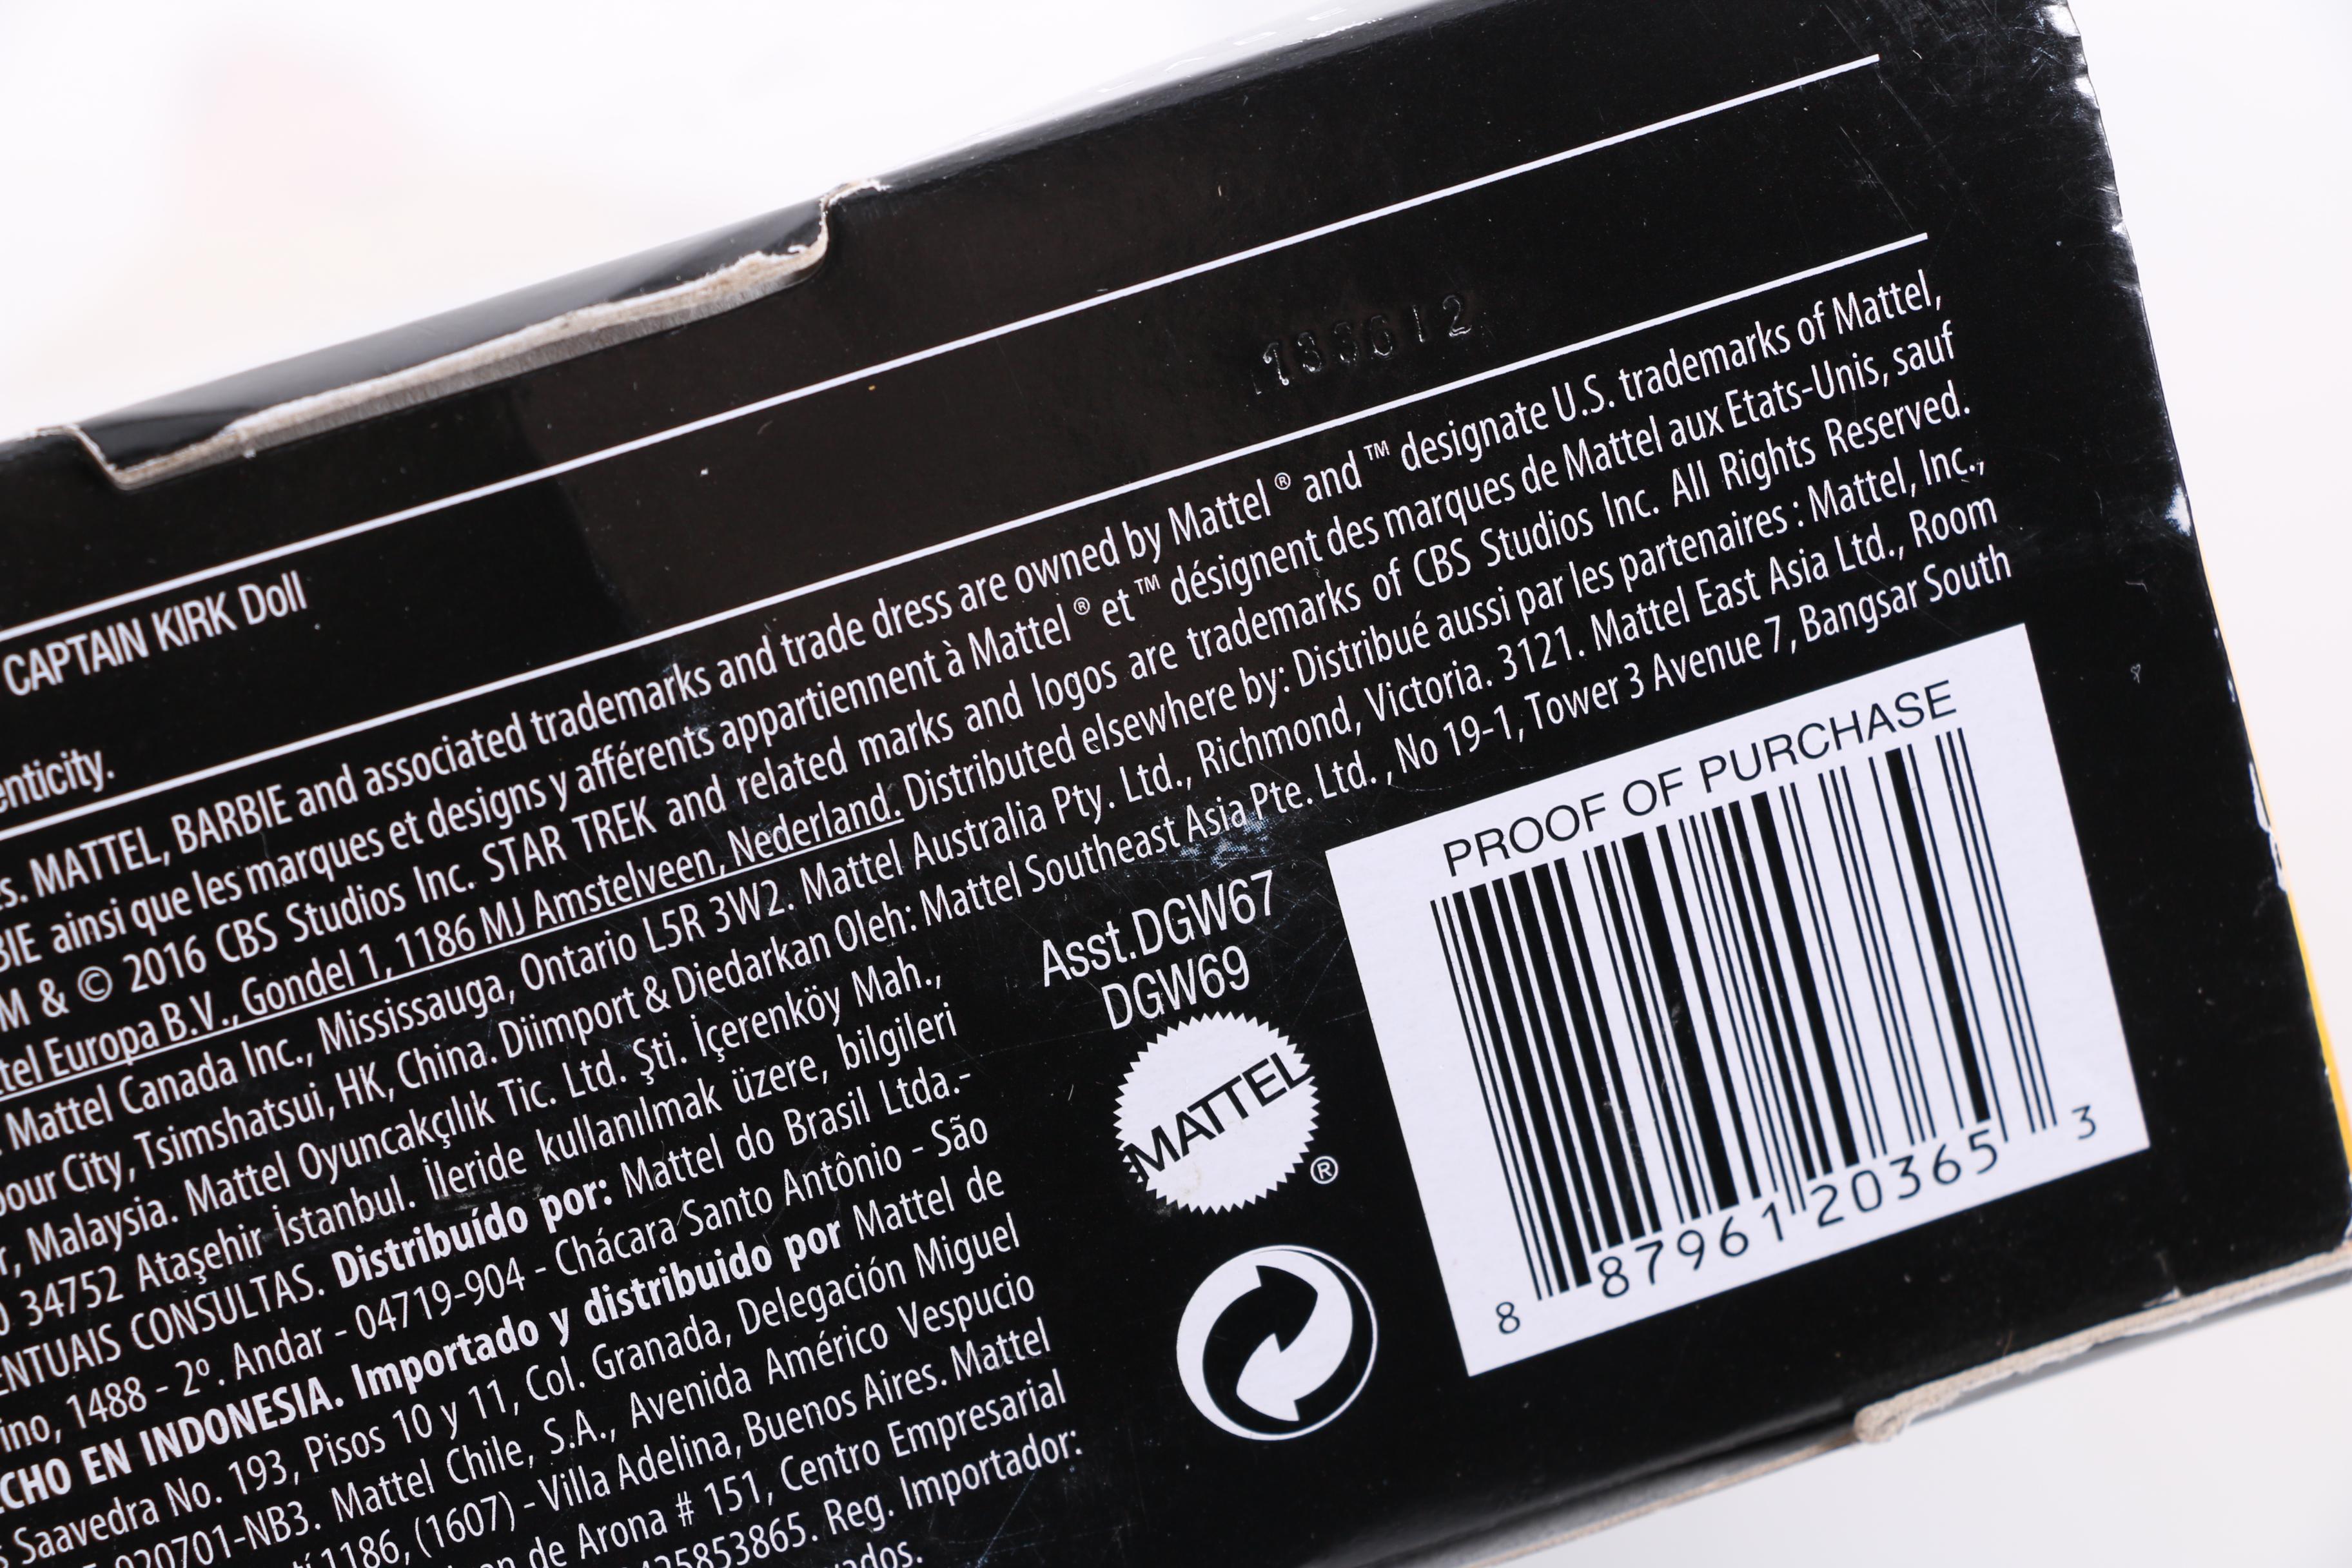 CAPTAIN KIRK Doll
133612
enticity.
es. MATTEL, BARBIE and associated trademarks and trade dress are owned by Mattel ® and ™ designate U.S. trademarks of Mattel,
BIE ainsi que les marques et designs y afférents appartiennent à Mattel ® et ™ désignent des marques de Mattel aux Etats-Unis, sauf
M & © 2016 CBS Studios Inc. STAR TREK and related marks and logos are trademarks of CBS Studios Inc. All Rights Reserved.
ttel Europa B.V., Gondel 1, 1186 MJ Amstelveen, Nederland. Distributed elsewhere by: Distribué aussi par les partenaires : Mattel, Inc.,
Mattel Canada Inc., Mississauga, Ontario L5R 3W2. Mattel Australia Pty. Ltd., Richmond, Victoria. 3121. Mattel East Asia Ltd., Room
bour City, Tsimshatsui, HK, China. Diimport & Diedarkan Oleh: Mattel Southeast Asia Pte. Ltd. , No 19-1, Tower 3 Avenue 7, Bangsar South
r, Malaysia. Mattel Oyuncakçılık Tic. Ltd. Şti. İçerenköy Mah.,
34752 Ataşehir İstanbul. İleride kullanılmak üzere, bilgileri
ENTUAIS CONSULTAS. Distribuído por: Mattel do Brasil Ltda.-
ino, 1488 - 2º. Andar - 04719-904 - Chácara Santo Antônio - São
CHO EN INDONESIA. Importado y distribuido por Mattel de
Saavedra No. 193, Pisos 10 y 11, Col. Granada, Delegación Miguel
020701-NB3. Mattel Chile, S.A., Avenida Américo Vespucio
1186, (1607) - Villa Adelina, Buenos Aires. Mattel
de Arona # 151, Centro Empresarial
425853865. Reg. Importador:
ados.
Asst.DGW67
DGW69
MATTEL ®
PROOF OF PURCHASE
8 87961 20365 3